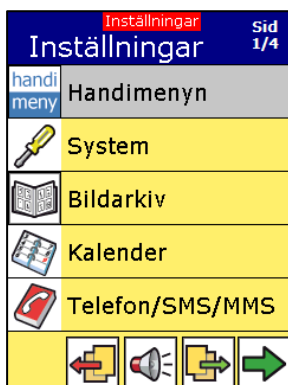 Inställningar
Inställningar
Sid
1/4
handi
meny
Handimenyn
System
Bildarkiv
Kalender
Telefon/SMS/MMS